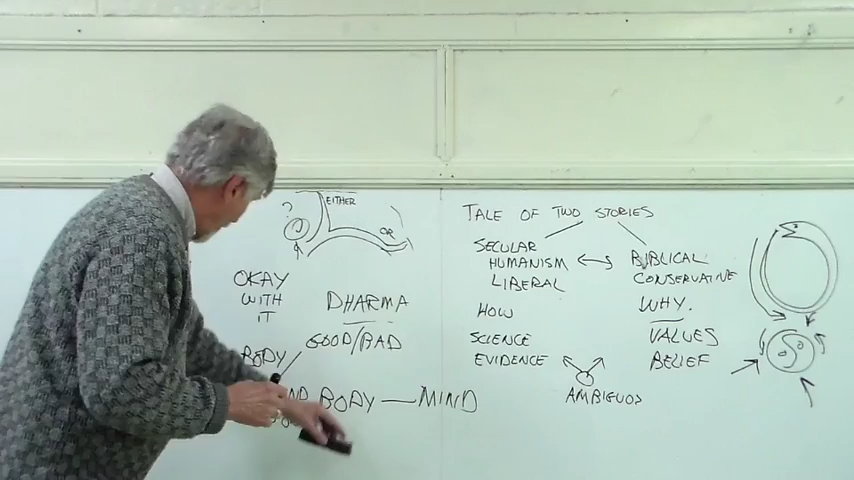 ?
EITHER
OR
OKAY
WITH
IT
DHARMA
GOOD/BAD
BODY
BODY — MIND
TALE OF TWO STORIES
SECULAR
HUMANISM
LIBERAL
HOW
SCIENCE
EVIDENCE
BIBLICAL
CONSERVATIVE
WHY.
VALUES
BELIEF
AMBIGUOS